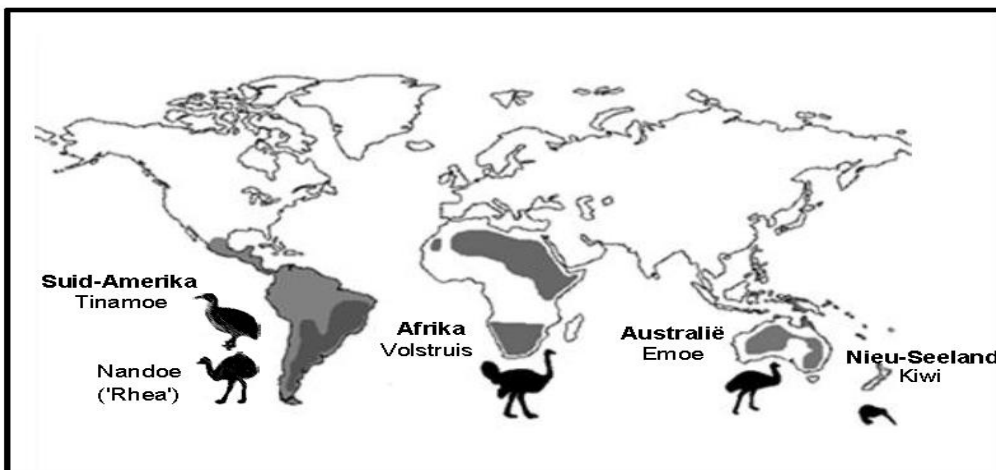 Suid-Amerika
Tinamoe
Nandoe
('Rhea')
Afrika
Volstruis
Australië
Emoe
Nieu-Seeland
Kiwi